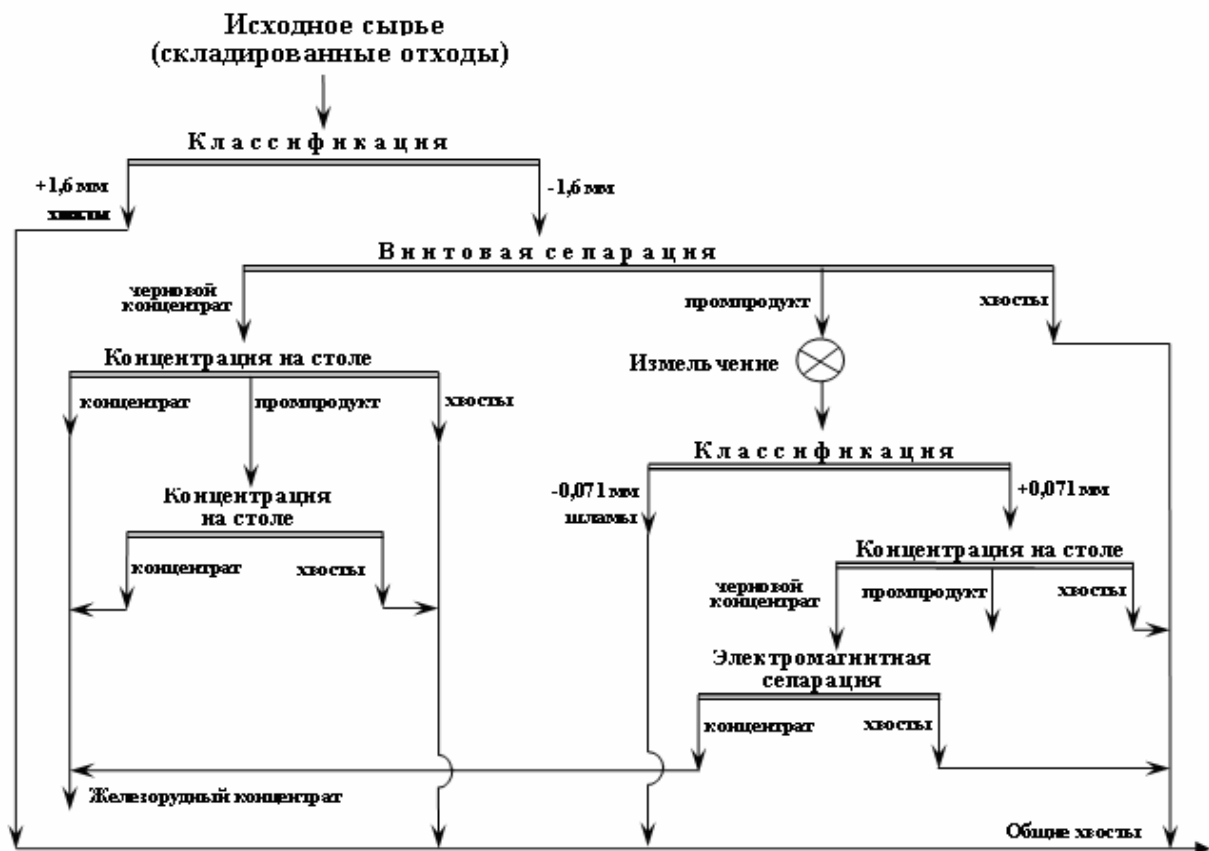 Исходное сырье
(складированные отходы)
Классификация
+1,6 мм
хвосты
-1,6 мм
Винтовая сепарация
черновой
концентрат
промпродукт
хвосты
Концентрация на столе
Измельчение
концентрат
промпродукт
хвосты
Классификация
-0,071 мм
шламы
+0,071 мм
Концентрация
на столе
концентрат
хвосты
Концентрация на столе
черновой
концентрат
промпродукт
хвосты
Электромагнитная
сепарация
концентрат
хвосты
Железорудный концентрат
Общие хвосты